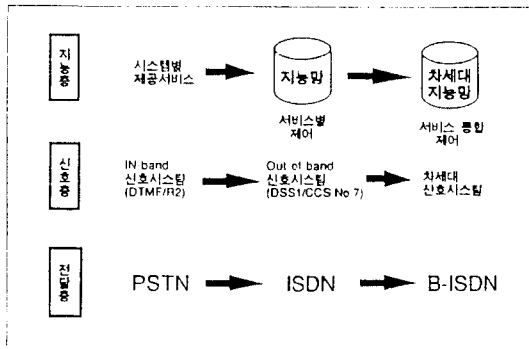 지능층
시스템별
제공서비스
지능망
서비스별
제어
차세대
지능망
서비스 통합
제어
신호층
IN-band
신호시스팀
(DTMF/R2)
Out of band
신호시스팀
(DSS1/CCS No 7)
차세대
신호시스팀
전달층
PSTN
ISDN
B-ISDN